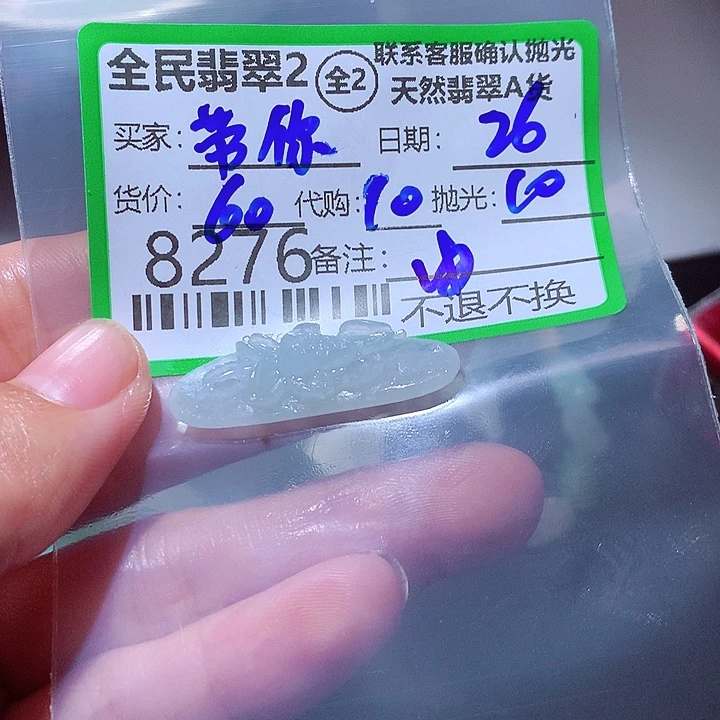 全民翡翠2 全2 联系客服确认抛光
天然翡翠A货
买家: 日期: 26
货价: 60 代购: 10 抛光: 10
8276 备注:
不退不换